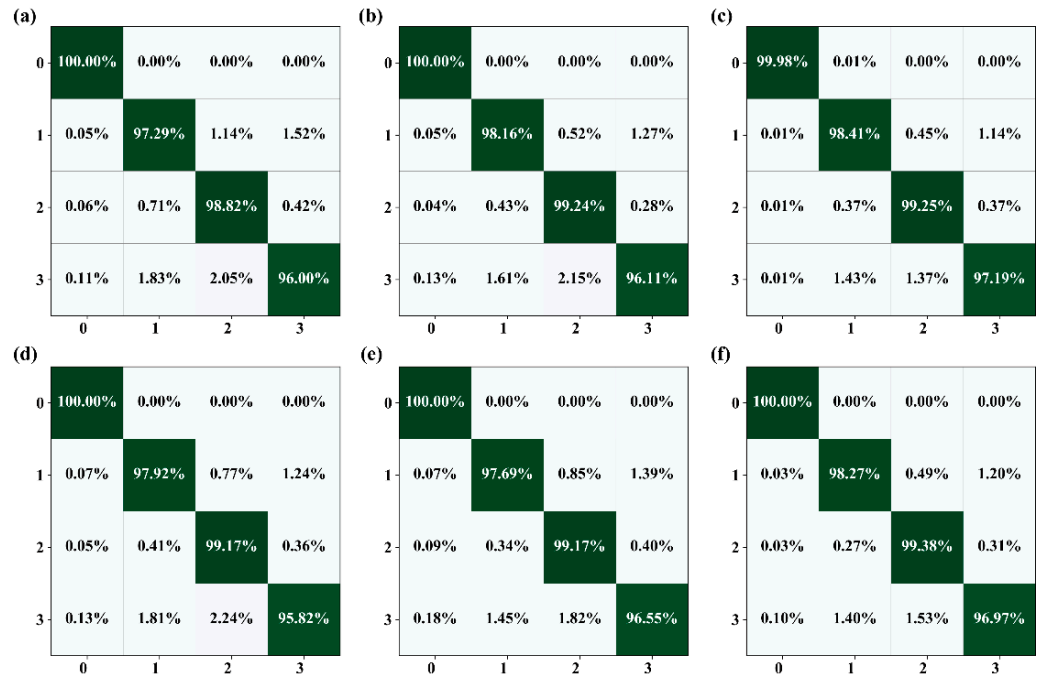 (a) (b) (c)
0 100.00% 0.00% 0.00% 0.00% 0 100.00% 0.00% 0.00% 0.00% 0 99.98% 0.01% 0.00% 0.00%
1 0.05% 97.29% 1.14% 1.52% 1 0.05% 98.16% 0.52% 1.27% 1 0.01% 98.41% 0.45% 1.14%
2 0.06% 0.71% 98.82% 0.42% 2 0.04% 0.43% 99.24% 0.28% 2 0.01% 0.37% 99.25% 0.37%
3 0.11% 1.83% 2.05% 96.00% 3 0.13% 1.61% 2.15% 96.11% 3 0.01% 1.43% 1.37% 97.19%
0 1 2 3 0 1 2 3 0 1 2 3
(d) (e) (f)
0 100.00% 0.00% 0.00% 0.00% 0 100.00% 0.00% 0.00% 0.00% 0 100.00% 0.00% 0.00% 0.00%
1 0.07% 97.92% 0.77% 1.24% 1 0.07% 97.69% 0.85% 1.39% 1 0.03% 98.27% 0.49% 1.20%
2 0.05% 0.41% 99.17% 0.36% 2 0.09% 0.34% 99.17% 0.40% 2 0.03% 0.27% 99.38% 0.31%
3 0.13% 1.81% 2.24% 95.82% 3 0.18% 1.45% 1.82% 96.55% 3 0.10% 1.40% 1.53% 96.97%
0 1 2 3 0 1 2 3 0 1 2 3